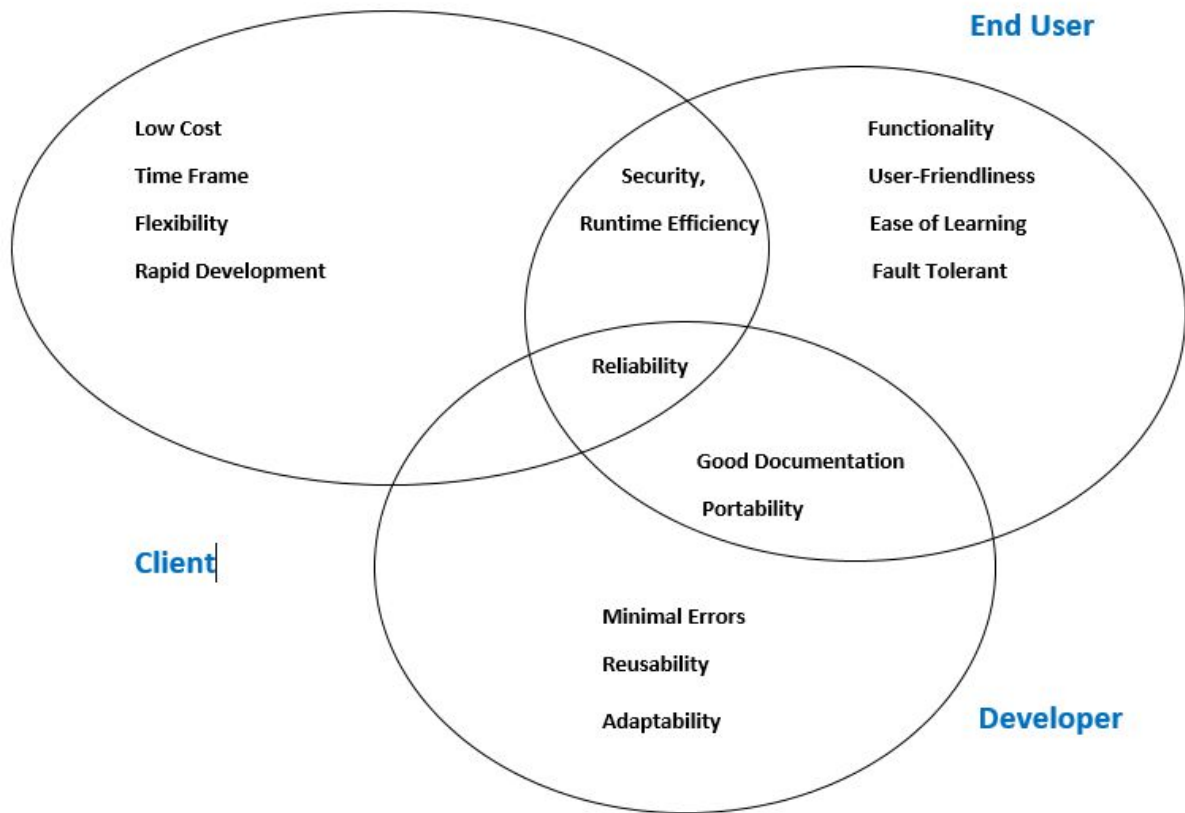 End User
Low Cost
Time Frame
Flexibility
Rapid Development
Security,
Runtime Efficiency
Functionality
User-Friendliness
Ease of Learning
Fault Tolerant
Reliability
Good Documentation
Portability
Client
Minimal Errors
Reusability
Adaptability
Developer